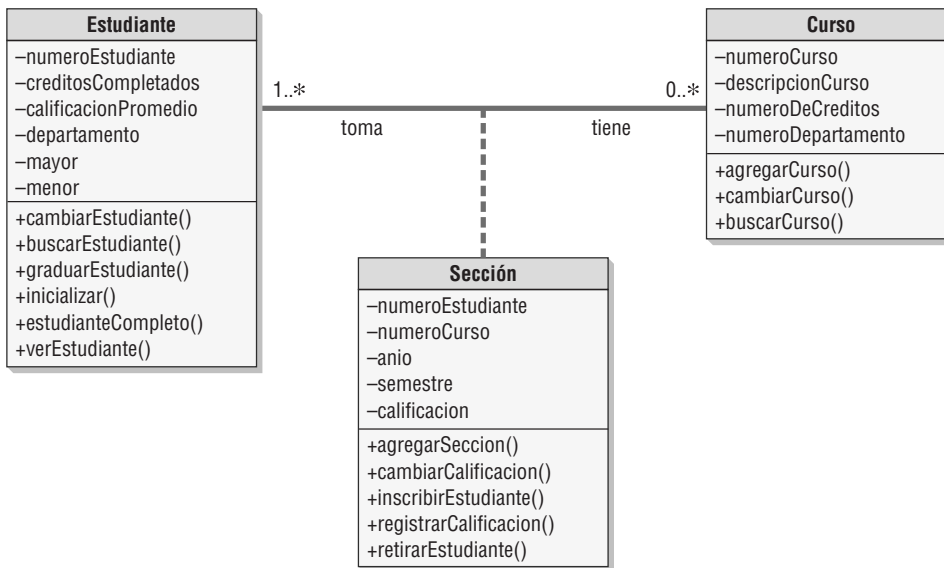 Estudiante
–numeroEstudiante
–creditosCompletados
–calificacionPromedio
–departamento
–mayor
–menor
+cambiarEstudiante()
+buscarEstudiante()
+graduarEstudiante()
+inicializar()
+estudianteCompleto()
+verEstudiante()
1..*
toma
0..*
tiene
Curso
–numeroCurso
–descripcionCurso
–numeroDeCreditos
–numeroDepartamento
+agregarCurso()
+cambiarCurso()
+buscarCurso()
Sección
–numeroEstudiante
–numeroCurso
–anio
–semestre
–calificacion
+agregarSeccion()
+cambiarCalificacion()
+inscribirEstudiante()
+registrarCalificacion()
+retirarEstudiante()